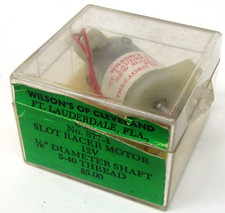 WILSON'S OF CLEVELAND
FT. LAUDERDALE, FLA.
No.
SLOT RACER MOTOR
12V
⅛" DIAMETER SHAFT
5-40 THREAD
$5.00